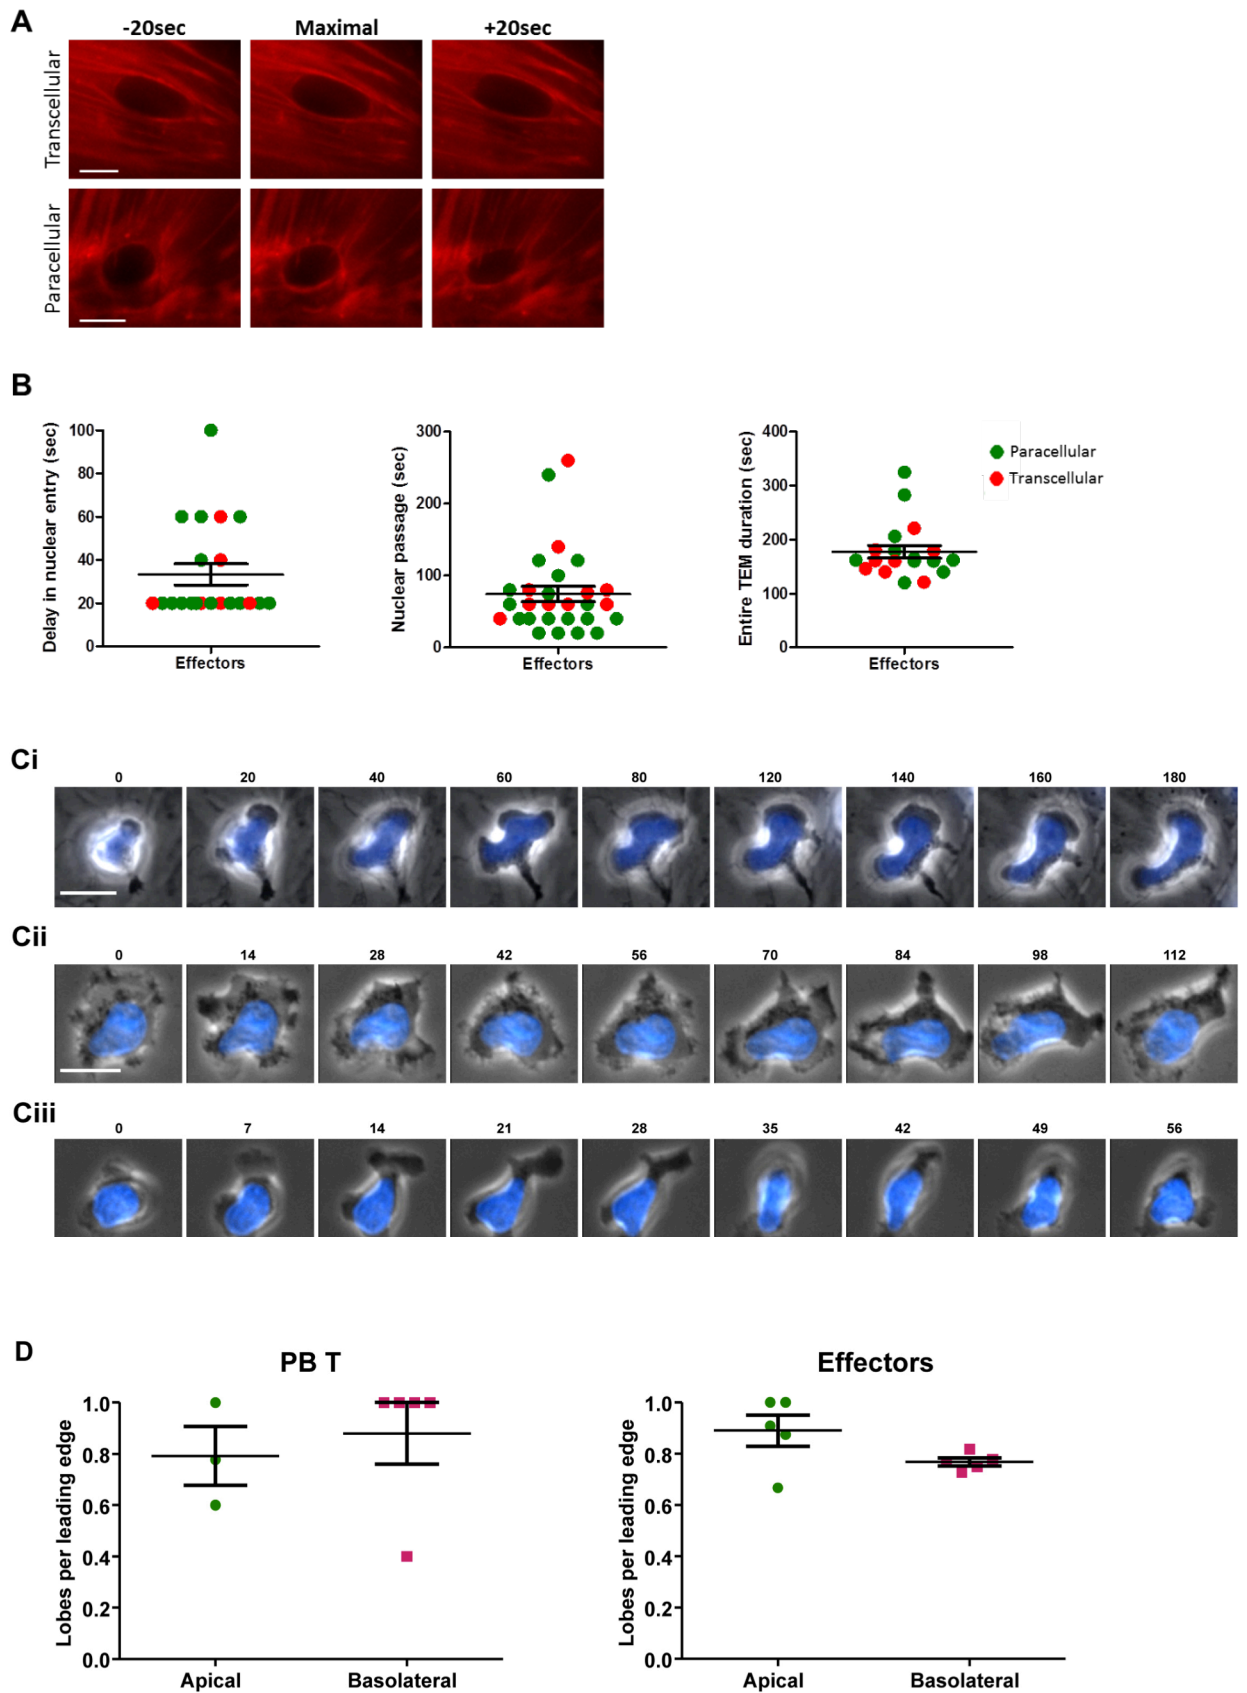 A
-20sec Maximal +20sec
Transcellular
Paracellular
B
Delay in nuclear entry (sec)
100
80
60
40
20
0
Effectors
Nuclear passage (sec)
300
200
100
0
Effectors
Entire TEM duration (sec)
400
300
200
100
0
Effectors
Paracellular
Transcellular
Ci
0 20 40 60 80 120 140 160 180
Cii
0 14 28 42 56 70 84 98 112
Ciii
0 7 14 21 28 35 42 49 56
D
PB T
Lobes per leading edge
1.0
0.8
0.6
0.4
0.2
0.0
Apical Basolateral
Effectors
Lobes per leading edge
1.0
0.8
0.6
0.4
0.2
0.0
Apical Basolateral